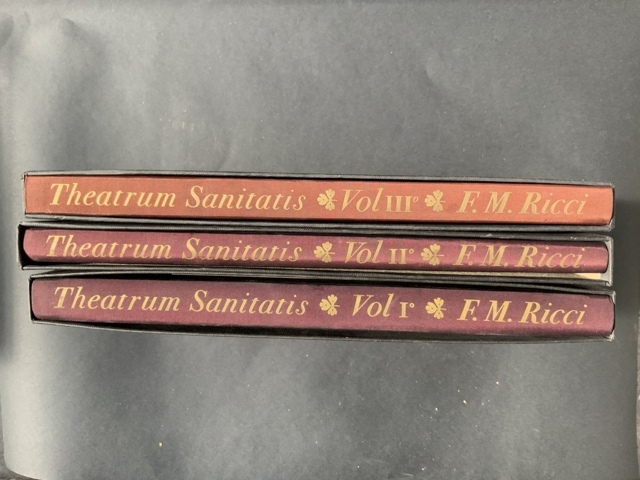 Theatrum Sanitatis Vol IIIº F. M. Ricci
Theatrum Sanitatis Vol IIº F. M. Ricci
Theatrum Sanitatis Vol Iº F. M. Ricci